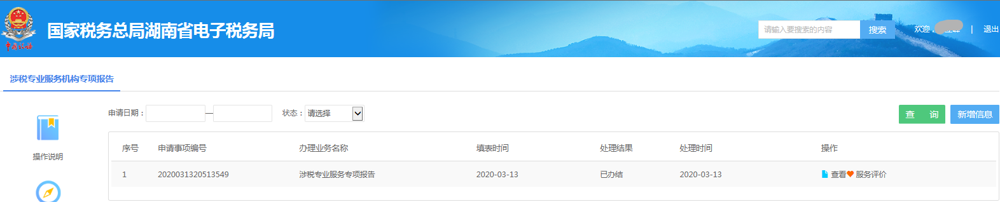 国家税务总局湖南省电子税务局
请输入要搜索的内容 搜索 欢迎， | 退出
中国税务
涉税专业服务机构专项报告
申请日期： — 状态： 请选择 查 询 新增信息
操作说明
序号 申请事项编号 办理业务名称 填表时间 处理结果 处理时间 操作
1 2020031320513549 涉税专业服务专项报告 2020-03-13 已办结 2020-03-13 查看 服务评价